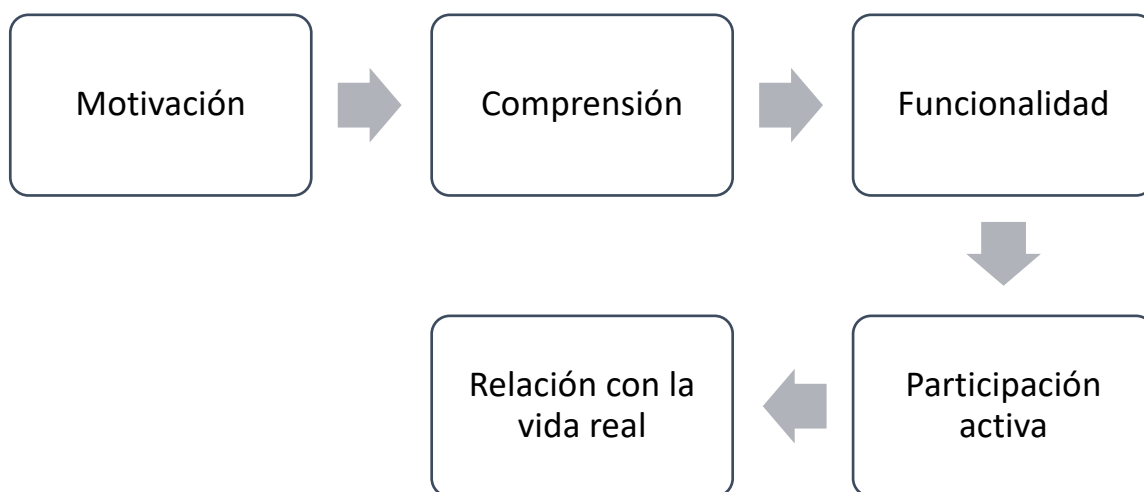 Motivación
Comprensión
Funcionalidad
Participación
activa
Relación con la
vida real